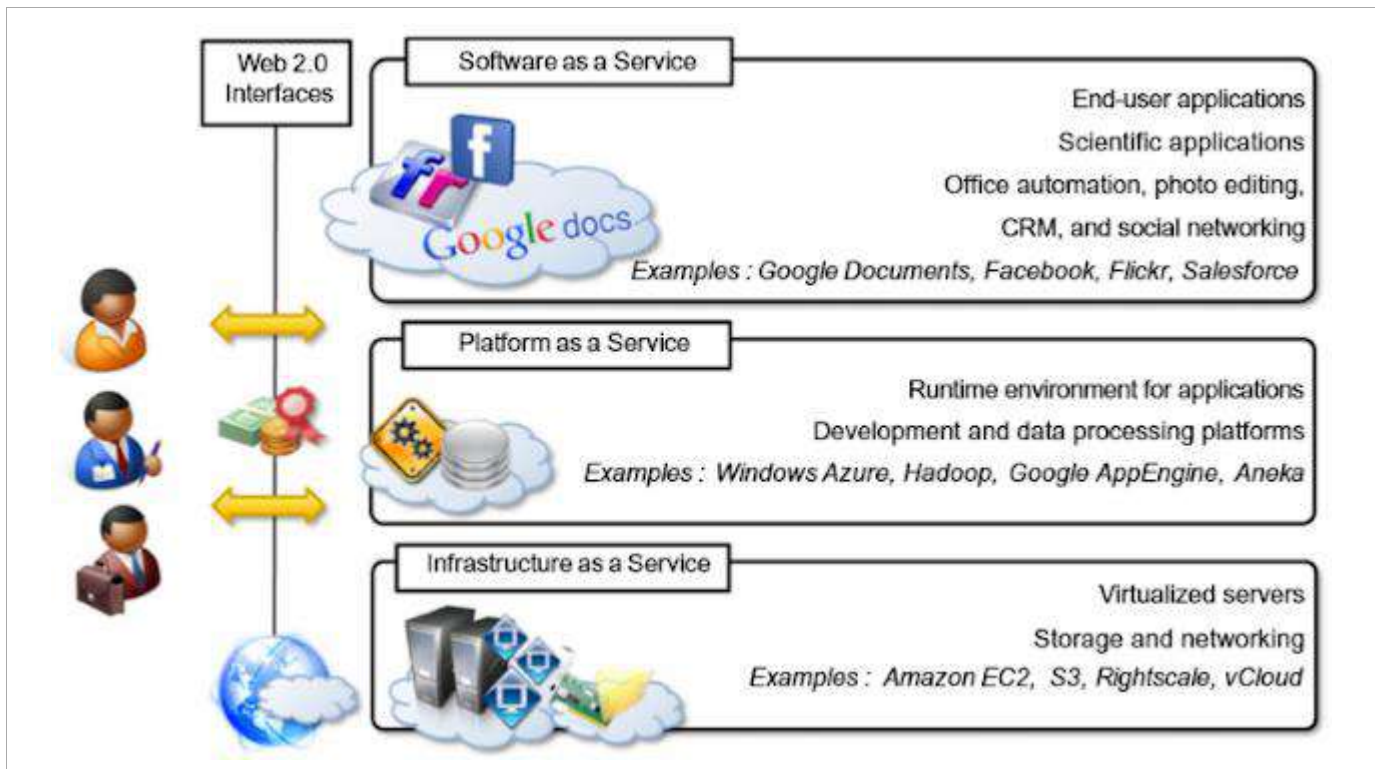 Web 2.0
Interfaces
Software as a Service
End-user applications
Scientific applications
Office automation, photo editing,
CRM, and social networking
Examples : Google Documents, Facebook, Flickr, Salesforce
f
fr
Google docs
Platform as a Service
Runtime environment for applications
Development and data processing platforms
Examples : Windows Azure, Hadoop, Google AppEngine, Aneka
Infrastructure as a Service
Virtualized servers
Storage and networking
Examples : Amazon EC2, S3, Rightscale, vCloud